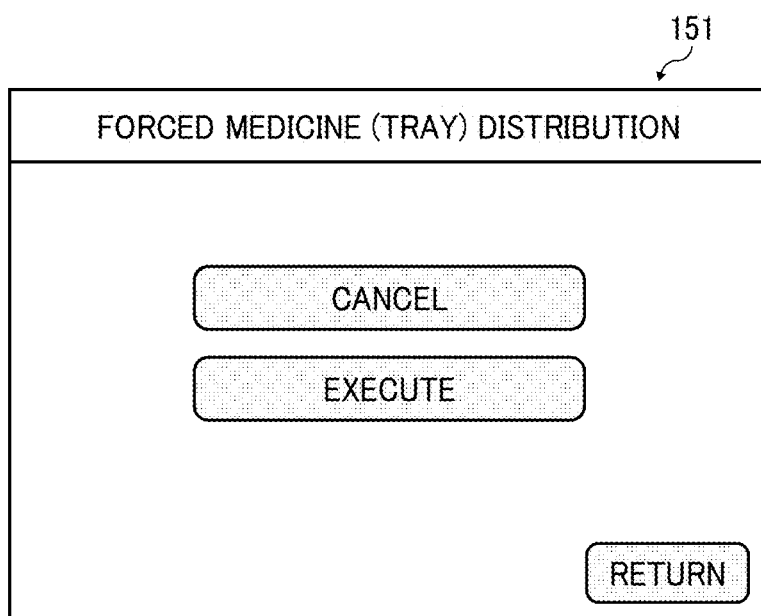 151
FORCED MEDICINE (TRAY) DISTRIBUTION
CANCEL
EXECUTE
RETURN